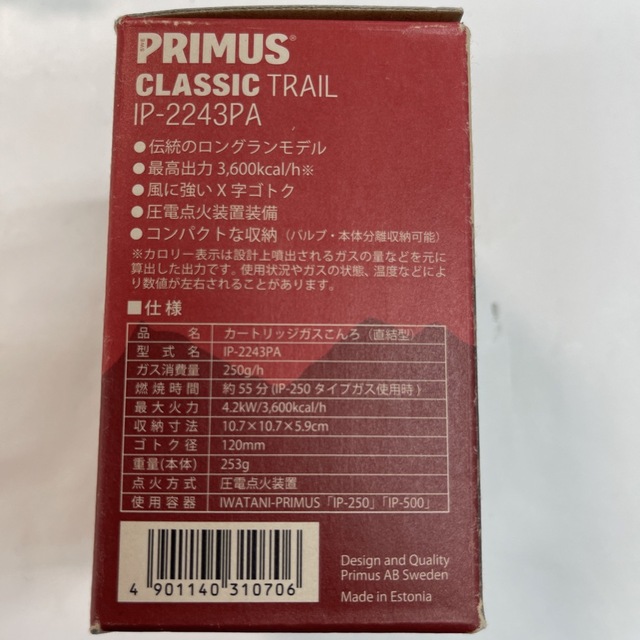 SWE PRIMUS®
CLASSIC TRAIL
IP-2243PA
●伝統のロングランモデル
●最高出力 3,600kcal/h※
●風に強い X 字ゴトク
●圧電点火装置装備
●コンパクトな収納（バルブ・本体分離収納可能）
※カロリー表示は設計上噴出されるガスの量などを元に
算出した出力です。使用状況やガスの状態、温度などによ
り数値が左右されることがあります。
■仕様
品 名 カートリッジガスこんろ（直結型）
型式名 IP-2243PA
ガス消費量 250g/h
燃焼時間 約 55 分 (IP-250 タイプガス使用時)
最大火力 4.2kW/3,600kcal/h
収納寸法 10.7×10.7×5.9cm
ゴトク径 120mm
重量(本体) 253g
点火方式 圧電点火装置
使用容器 IWATANI-PRIMUS「IP-250」「IP-500」
4 901140 310706
Design and Quality
Primus AB Sweden
Made in Estonia